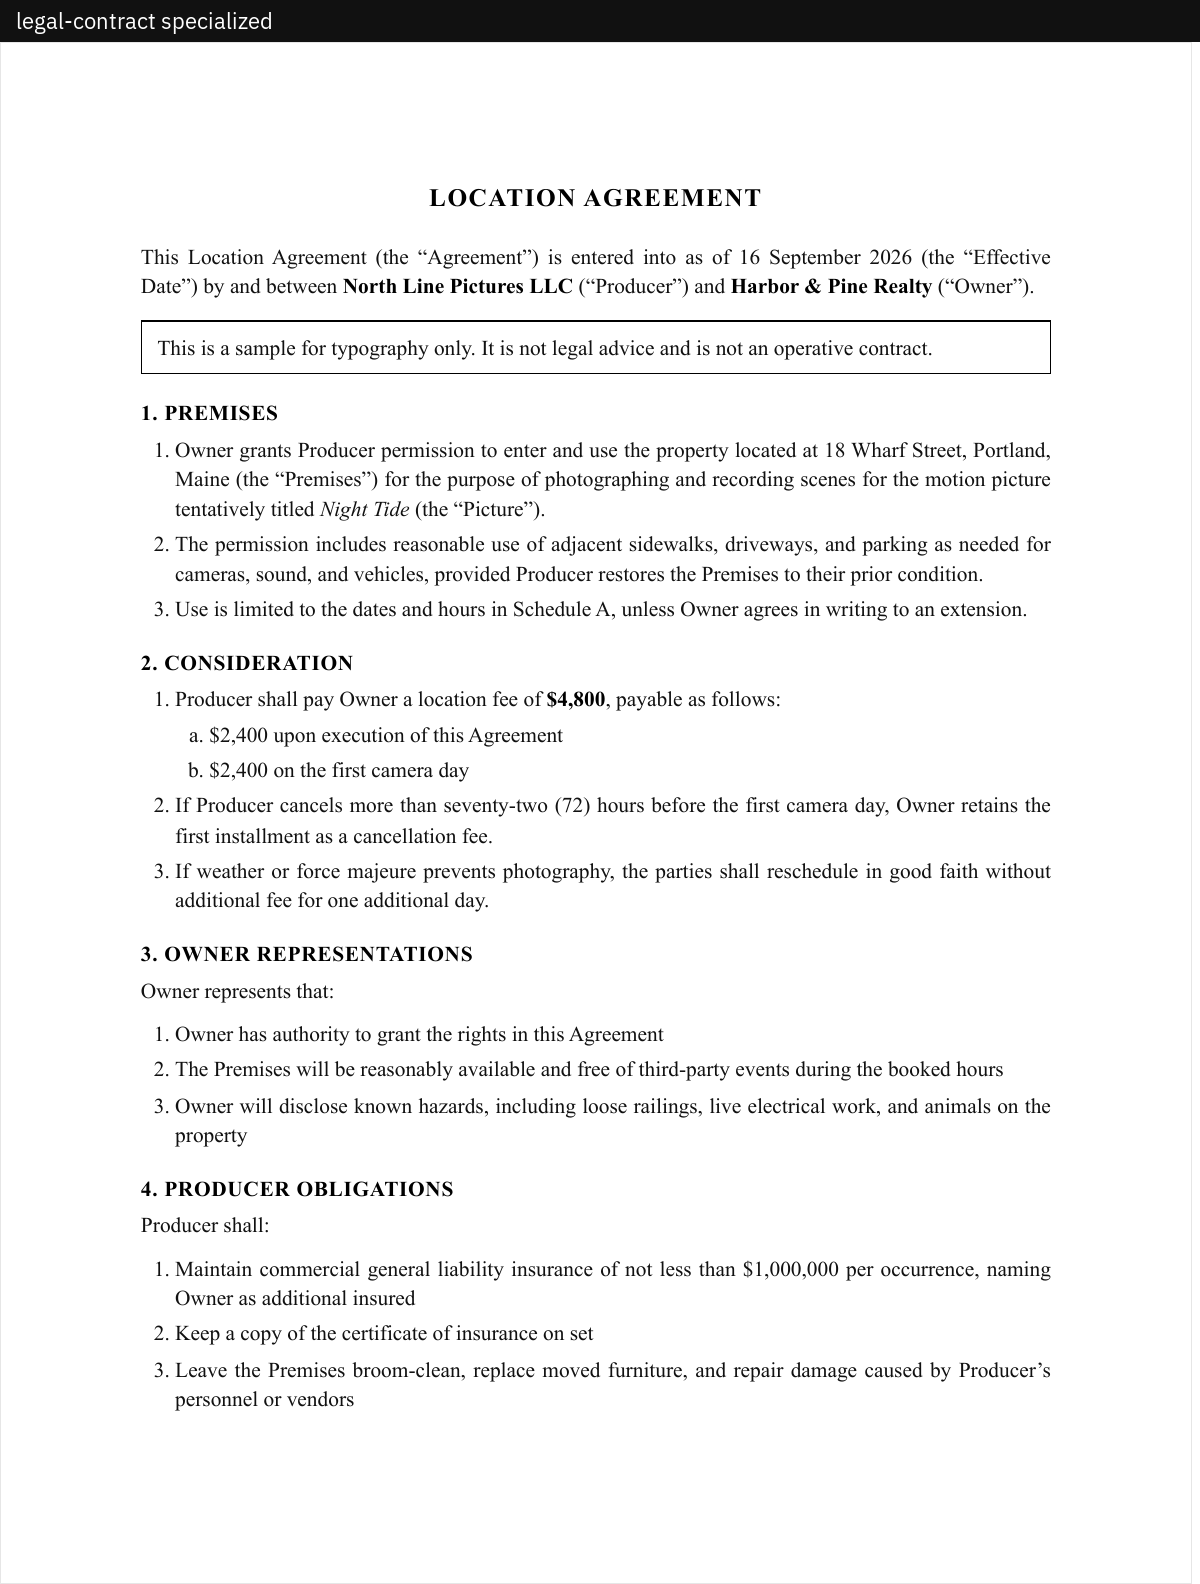 legal-contract specialized
LOCATION AGREEMENT
This Location Agreement (the “Agreement”) is entered into as of 16 September 2026 (the “Effective
Date”) by and between North Line Pictures LLC (“Producer”) and Harbor & Pine Realty (“Owner”).
This is a sample for typography only. It is not legal advice and is not an operative contract.
1. PREMISES
1. Owner grants Producer permission to enter and use the property located at 18 Wharf Street, Portland,
Maine (the “Premises”) for the purpose of photographing and recording scenes for the motion picture
tentatively titled Night Tide (the “Picture”).
2. The permission includes reasonable use of adjacent sidewalks, driveways, and parking as needed for
cameras, sound, and vehicles, provided Producer restores the Premises to their prior condition.
3. Use is limited to the dates and hours in Schedule A, unless Owner agrees in writing to an extension.
2. CONSIDERATION
1. Producer shall pay Owner a location fee of $4,800, payable as follows:
a. $2,400 upon execution of this Agreement
b. $2,400 on the first camera day
2. If Producer cancels more than seventy-two (72) hours before the first camera day, Owner retains the
first installment as a cancellation fee.
3. If weather or force majeure prevents photography, the parties shall reschedule in good faith without
additional fee for one additional day.
3. OWNER REPRESENTATIONS
Owner represents that:
1. Owner has authority to grant the rights in this Agreement
2. The Premises will be reasonably available and free of third-party events during the booked hours
3. Owner will disclose known hazards, including loose railings, live electrical work, and animals on the
property
4. PRODUCER OBLIGATIONS
Producer shall:
1. Maintain commercial general liability insurance of not less than $1,000,000 per occurrence, naming
Owner as additional insured
2. Keep a copy of the certificate of insurance on set
3. Leave the Premises broom-clean, replace moved furniture, and repair damage caused by Producer’s
personnel or vendors